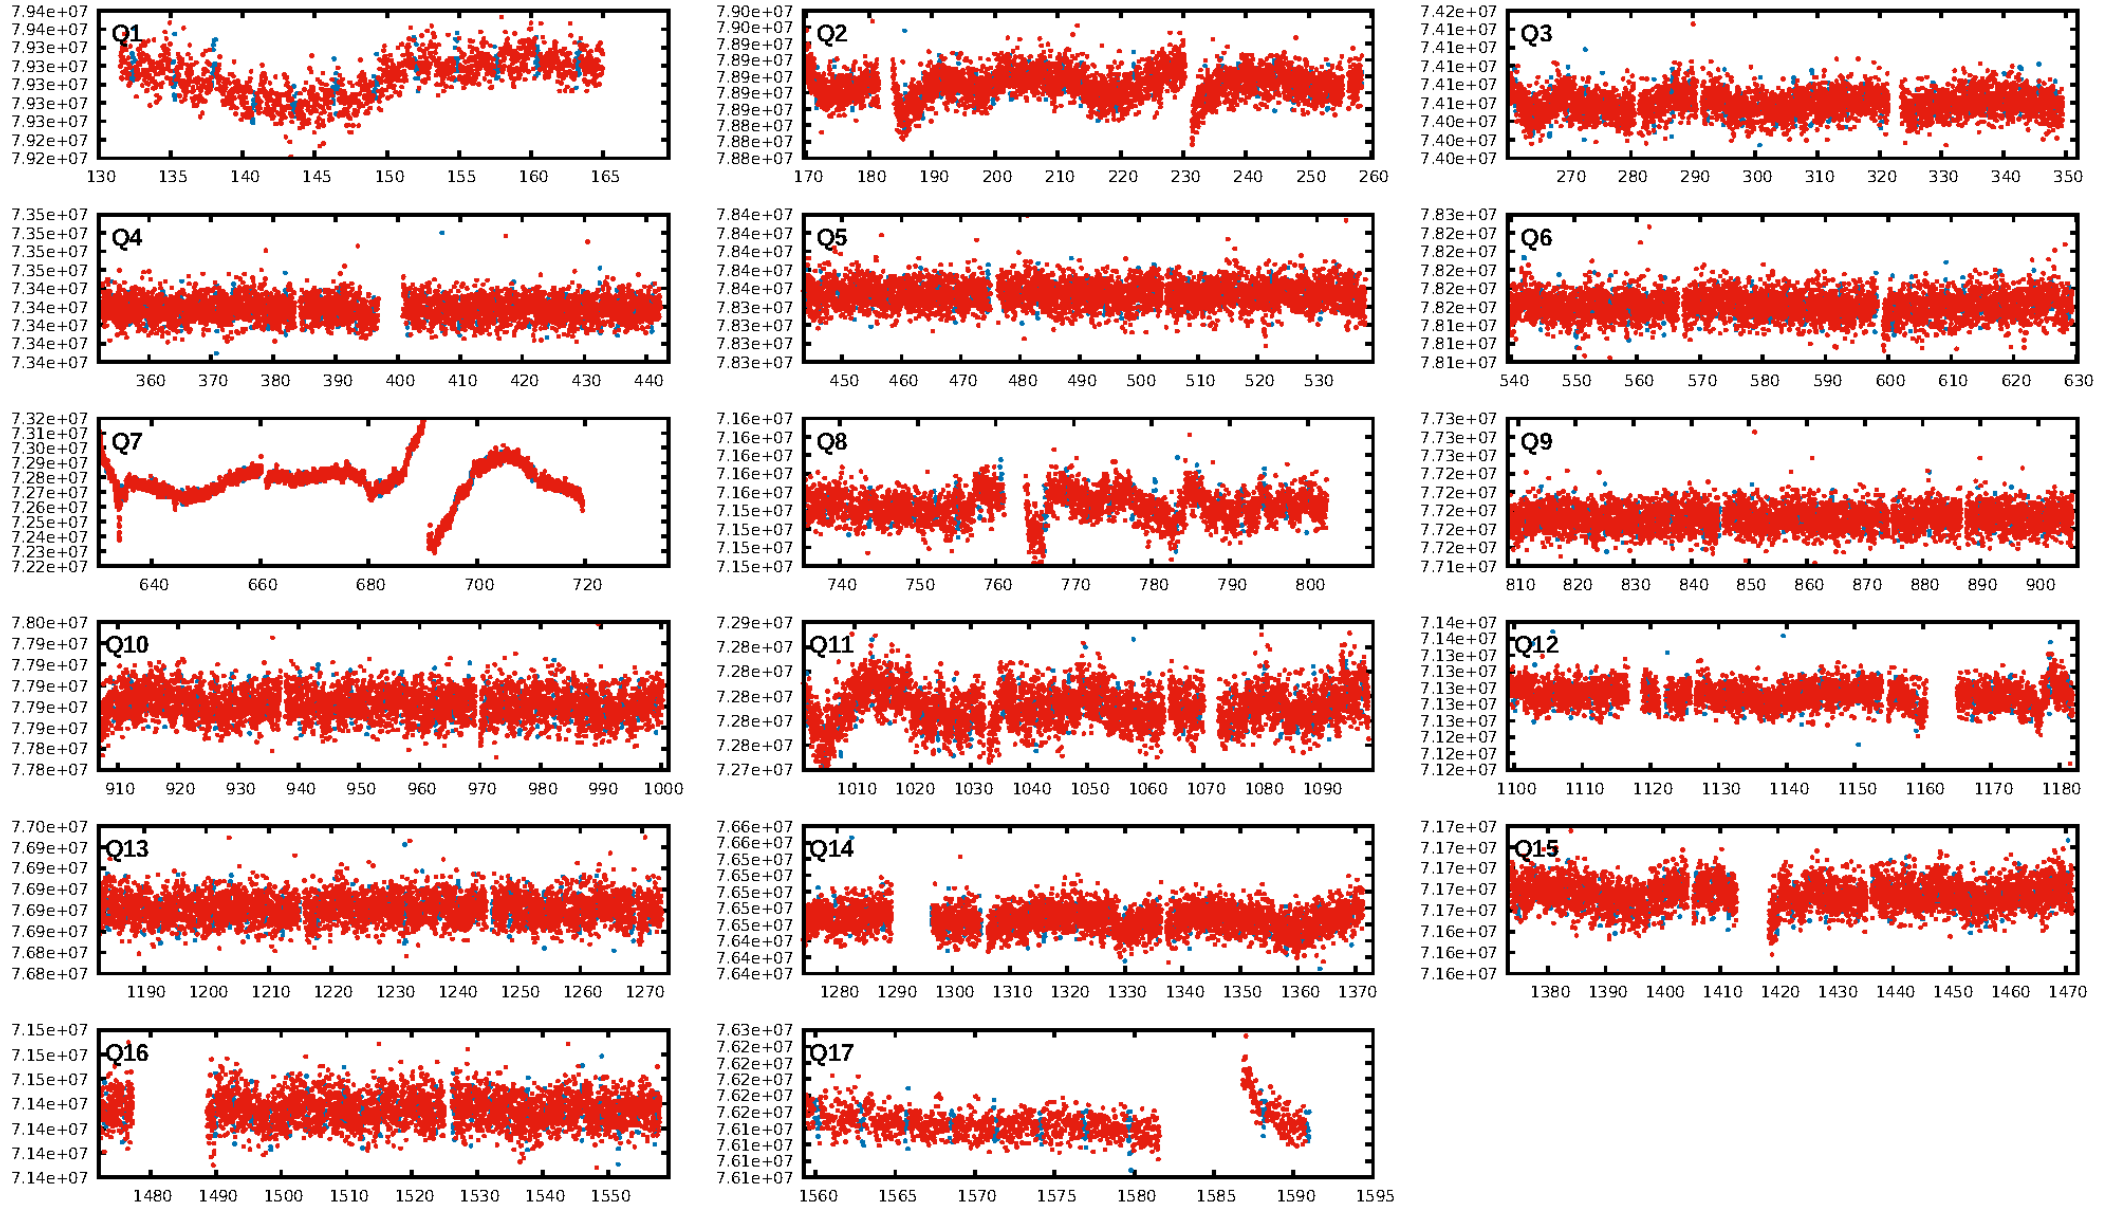 Q1
7.94e+07
7.94e+07
7.93e+07
7.93e+07
7.93e+07
7.93e+07
7.93e+07
7.92e+07
7.92e+07
130 135 140 145 150 155 160 165
Q2
7.90e+07
7.90e+07
7.89e+07
7.89e+07
7.89e+07
7.89e+07
7.89e+07
7.88e+07
7.88e+07
7.88e+07
170 180 190 200 210 220 230 240 250 260
Q3
7.42e+07
7.41e+07
7.41e+07
7.41e+07
7.41e+07
7.41e+07
7.40e+07
7.40e+07
7.40e+07
270 280 290 300 310 320 330 340 350
Q4
7.35e+07
7.35e+07
7.35e+07
7.35e+07
7.34e+07
7.34e+07
7.34e+07
7.34e+07
7.34e+07
360 370 380 390 400 410 420 430 440
Q5
7.84e+07
7.84e+07
7.84e+07
7.84e+07
7.84e+07
7.83e+07
7.83e+07
7.83e+07
7.83e+07
450 460 470 480 490 500 510 520 530
Q6
7.83e+07
7.82e+07
7.82e+07
7.82e+07
7.82e+07
7.82e+07
7.81e+07
7.81e+07
7.81e+07
540 550 560 570 580 590 600 610 620 630
Q7
7.32e+07
7.31e+07
7.30e+07
7.29e+07
7.28e+07
7.27e+07
7.26e+07
7.25e+07
7.24e+07
7.23e+07
7.22e+07
640 660 680 700 720
Q8
7.16e+07
7.16e+07
7.16e+07
7.16e+07
7.16e+07
7.15e+07
7.15e+07
7.15e+07
7.15e+07
740 750 760 770 780 790 800
Q9
7.73e+07
7.73e+07
7.73e+07
7.72e+07
7.72e+07
7.72e+07
7.72e+07
7.72e+07
7.71e+07
810 820 830 840 850 860 870 880 890 900
Q10
7.80e+07
7.79e+07
7.79e+07
7.79e+07
7.79e+07
7.79e+07
7.78e+07
7.78e+07
910 920 930 940 950 960 970 980 990 1000
Q11
7.29e+07
7.28e+07
7.28e+07
7.28e+07
7.28e+07
7.28e+07
7.27e+07
1010 1020 1030 1040 1050 1060 1070 1080 1090
Q12
7.14e+07
7.14e+07
7.13e+07
7.13e+07
7.13e+07
7.13e+07
7.13e+07
7.12e+07
7.12e+07
7.12e+07
1100 1110 1120 1130 1140 1150 1160 1170 1180
Q13
7.70e+07
7.69e+07
7.69e+07
7.69e+07
7.69e+07
7.69e+07
7.68e+07
7.68e+07
1190 1200 1210 1220 1230 1240 1250 1260 1270
Q14
7.66e+07
7.65e+07
7.65e+07
7.65e+07
7.65e+07
7.65e+07
7.65e+07
7.64e+07
7.64e+07
7.64e+07
1280 1290 1300 1310 1320 1330 1340 1350 1360 1370
Q15
7.17e+07
7.17e+07
7.17e+07
7.17e+07
7.17e+07
7.16e+07
7.16e+07
1380 1390 1400 1410 1420 1430 1440 1450 1460 1470
Q16
7.15e+07
7.15e+07
7.15e+07
7.14e+07
7.14e+07
7.14e+07
7.14e+07
1480 1490 1500 1510 1520 1530 1540 1550
Q17
7.63e+07
7.62e+07
7.62e+07
7.62e+07
7.62e+07
7.62e+07
7.61e+07
7.61e+07
7.61e+07
7.61e+07
1560 1565 1570 1575 1580 1585 1590 1595